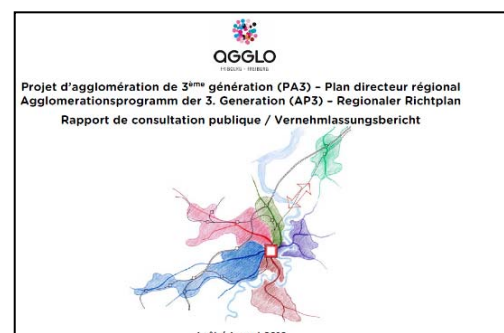 AGGLO
FRIBOURG · FREIBURG
Projet d'agglomération de 3ème génération (PA3) – Plan directeur régional
Agglomerationsprogramm der 3. Generation (AP3) – Regionaler Richtplan
Rapport de consultation publique / Vernehmlassungsbericht